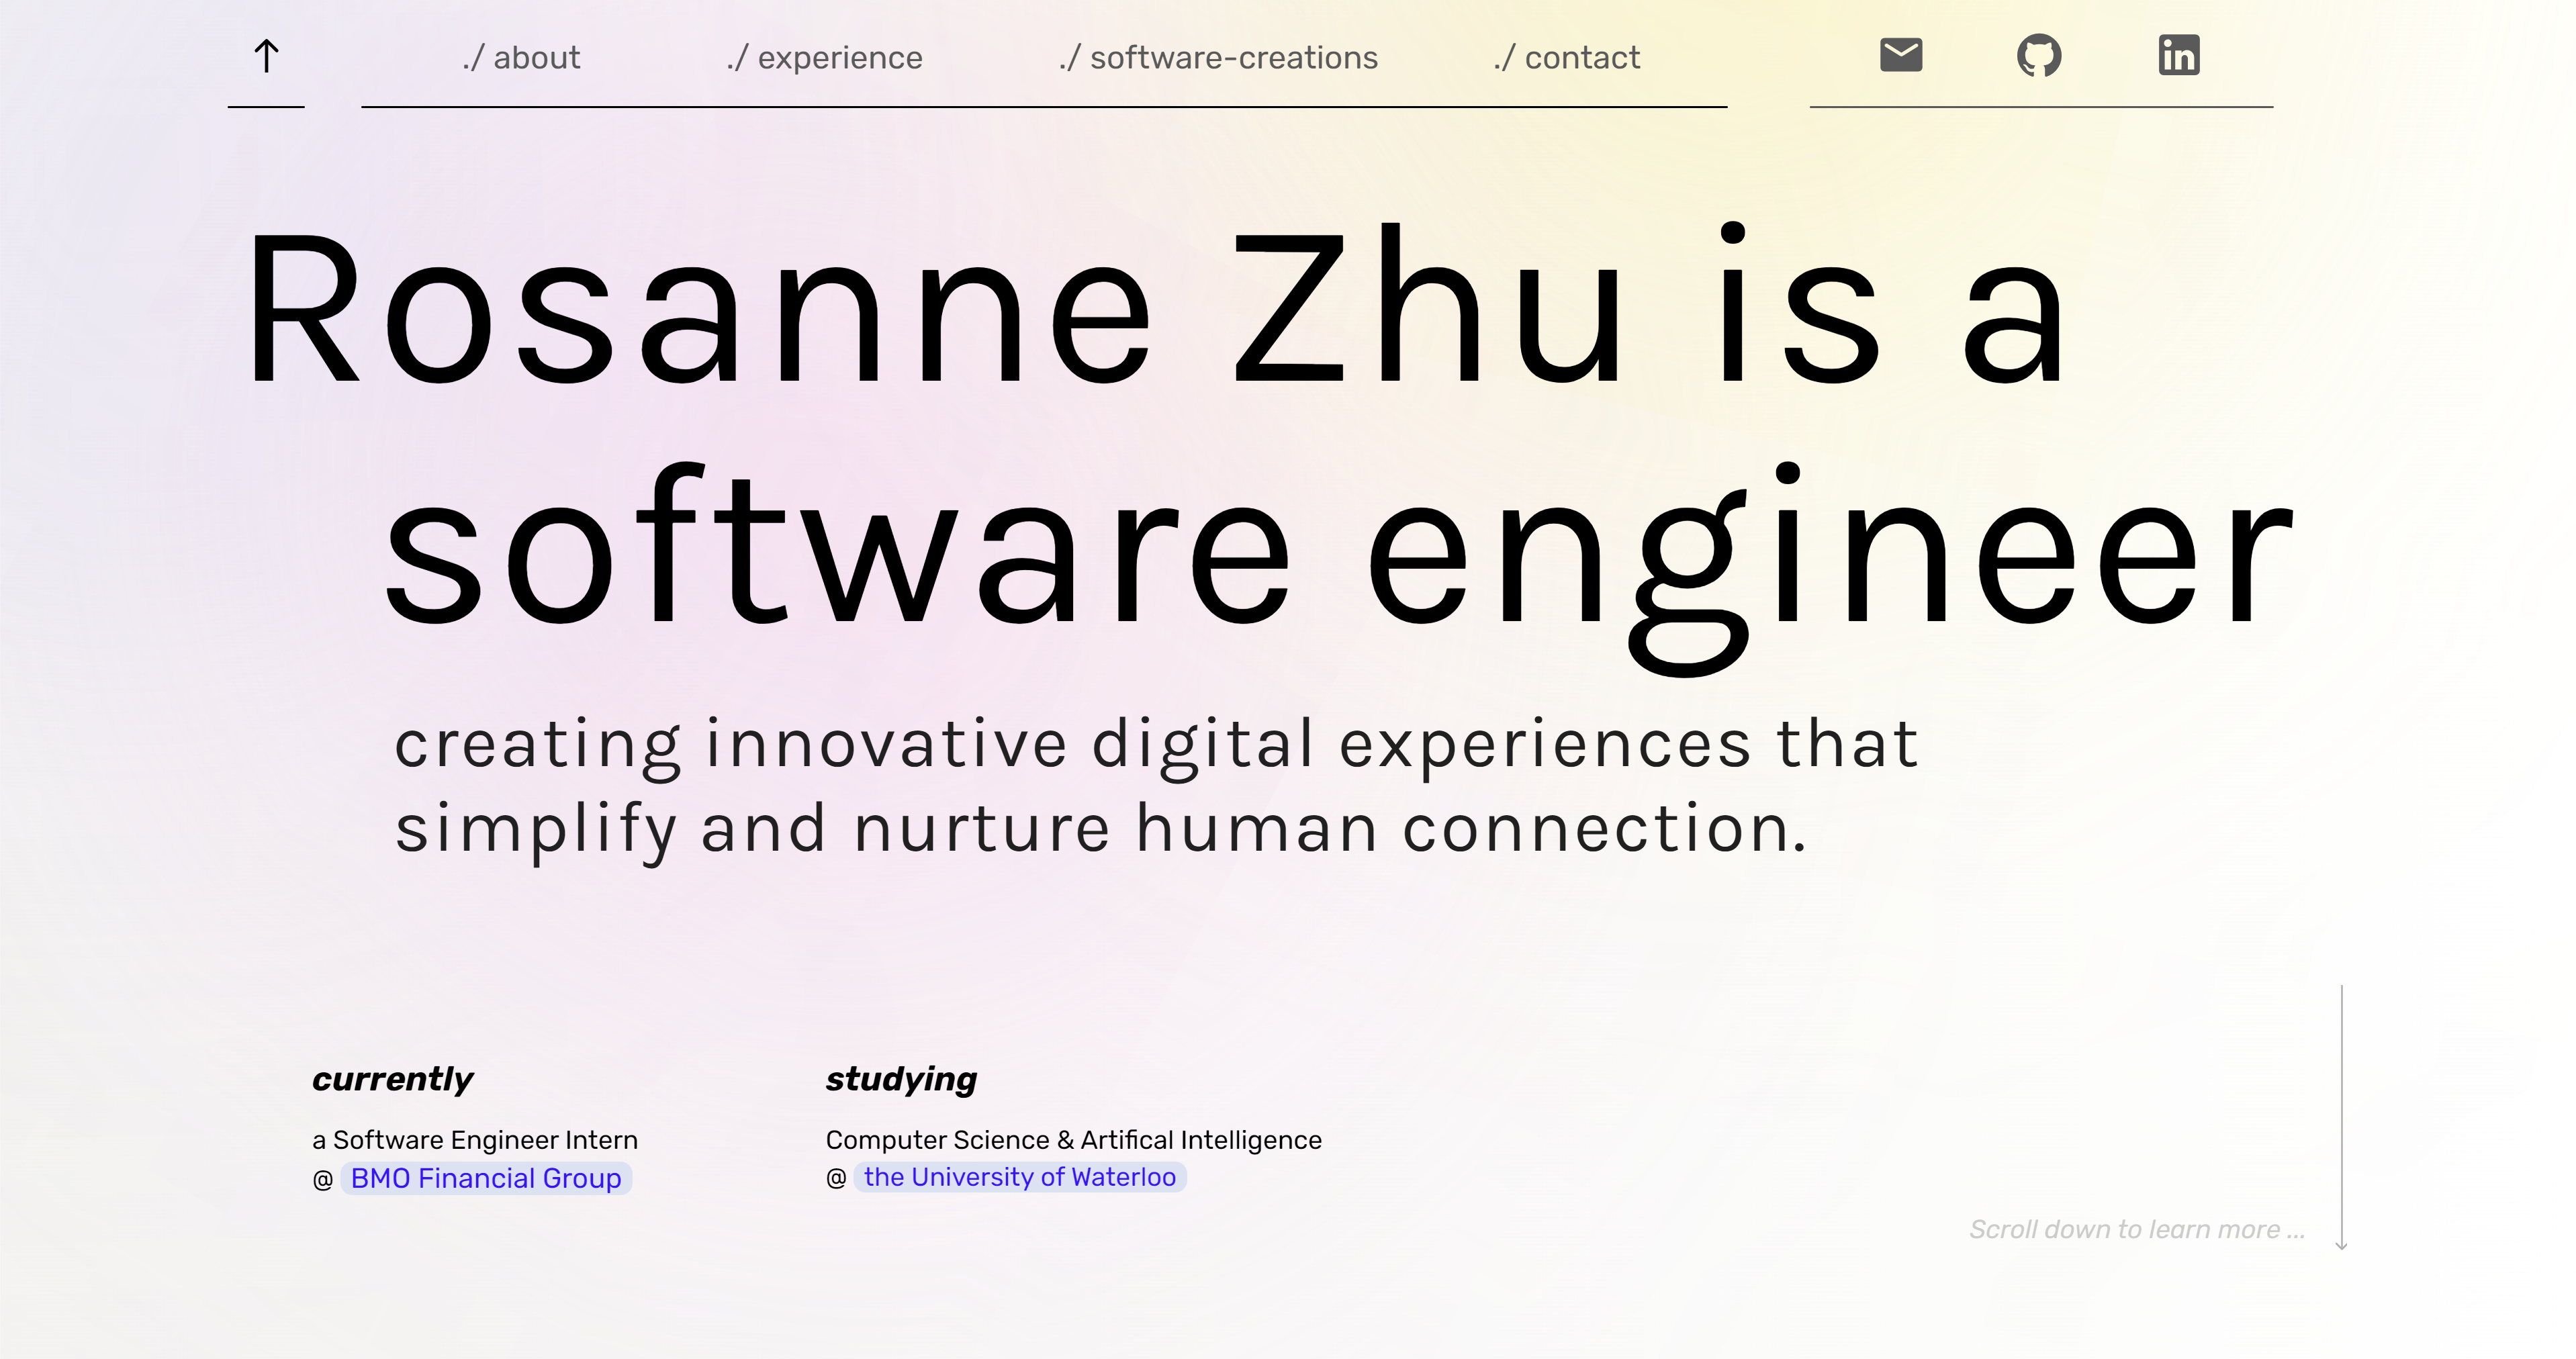 ./ about
./ experience
./ software-creations
./ contact
in
Rosanne Zhu is a
software engineer
creating innovative digital experiences that
simplify and nurture human connection.
currently
a Software Engineer Intern
@ BMO Financial Group
studying
Computer Science & Artifical Intelligence
@ the University of Waterloo
Scroll down to learn more ...